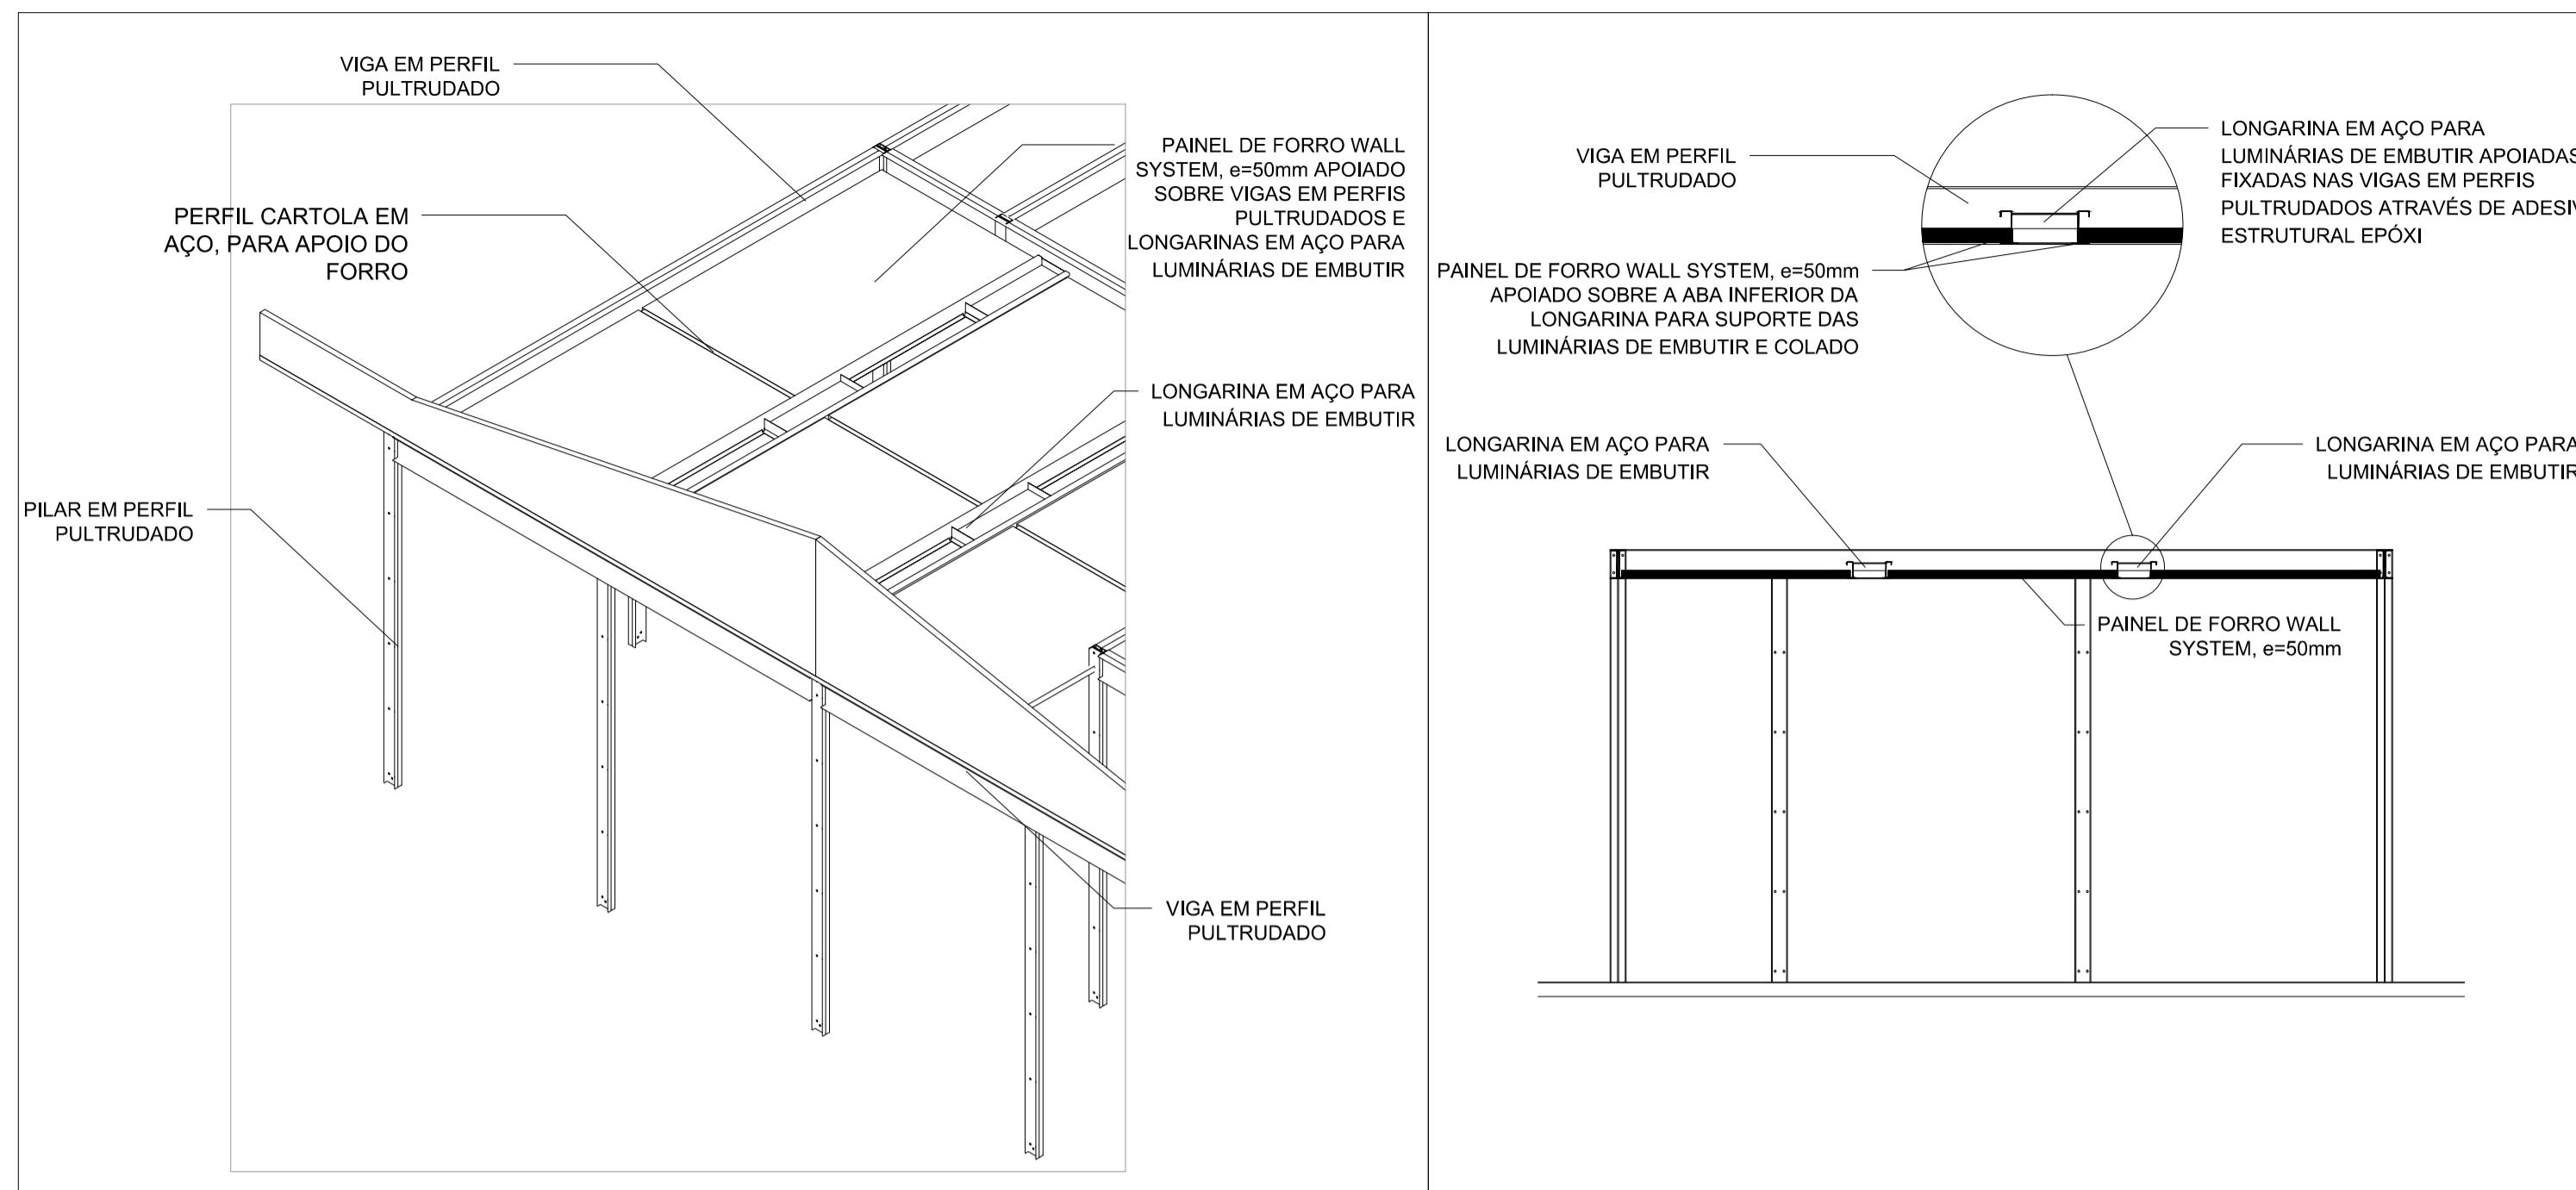 VIGA EM PERFIL
PULTRUDADO
PERFIL CARTOLA EM
AÇO, PARA APOIO DO
FORRO
PAINEL DE FORRO WALL
SYSTEM, e=50mm APOIADO
SOBRE VIGAS EM PERFIS
PULTRUDADOS E
LONGARINAS EM AÇO PARA
LUMINÁRIAS DE EMBUTIR
LONGARINA EM AÇO PARA
LUMINÁRIAS DE EMBUTIR
PILAR EM PERFIL
PULTRUDADO
VIGA EM PERFIL
PULTRUDADO
VIGA EM PERFIL
PULTRUDADO
LONGARINA EM AÇO PARA
LUMINÁRIAS DE EMBUTIR APOIADAS
FIXADAS NAS VIGAS EM PERFIS
PULTRUDADOS ATRAVÉS DE
ESTRUTURAL EPÓXI
PAINEL DE FORRO WALL SYSTEM, e=50mm
APOIADO SOBRE A ABA INFERIOR DA
LONGARINA PARA SUPORTE DAS
LUMINÁRIAS DE EMBUTIR E COLADO
LONGARINA EM AÇO PARA
LUMINÁRIAS DE EMBUTIR
LONGARINA EM AÇO PARA
LUMINÁRIAS DE EMBUTIR
PAINEL DE FORRO WALL
SYSTEM, e=50mm